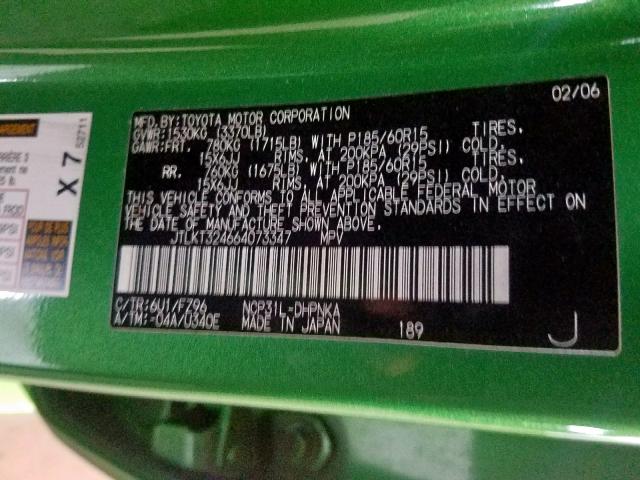 02/06
MFD.BY:TOYOTA MOTOR CORPORATION
GVWR:1530KG (3370LB)
GAWR:FRT. 780KG (1715LB) WITH P185/60R15 TIRES,
15X6JJ RIMS, AT 200KPA (29PSI) COLD.
RR. 760KG (1675LB) WITH P185/60R15 TIRES,
15X6JJ RIMS, AT 200KPA (29PSI) COLD.
THIS VEHICLE CONFORMS TO ALL APPLICABLE FEDERAL MOTOR
VEHICLE SAFETY AND THEFT PREVENTION STANDARDS IN EFFECT ON
THE DATE OF MANUFACTURE SHOWN ABOVE.
JTLKT324664073347 MPV
C/TR:6U1/FZ96 NCP31L-DHPNKA
A/TM:-04A/U340E MADE IN JAPAN 189
J
X 7
52711